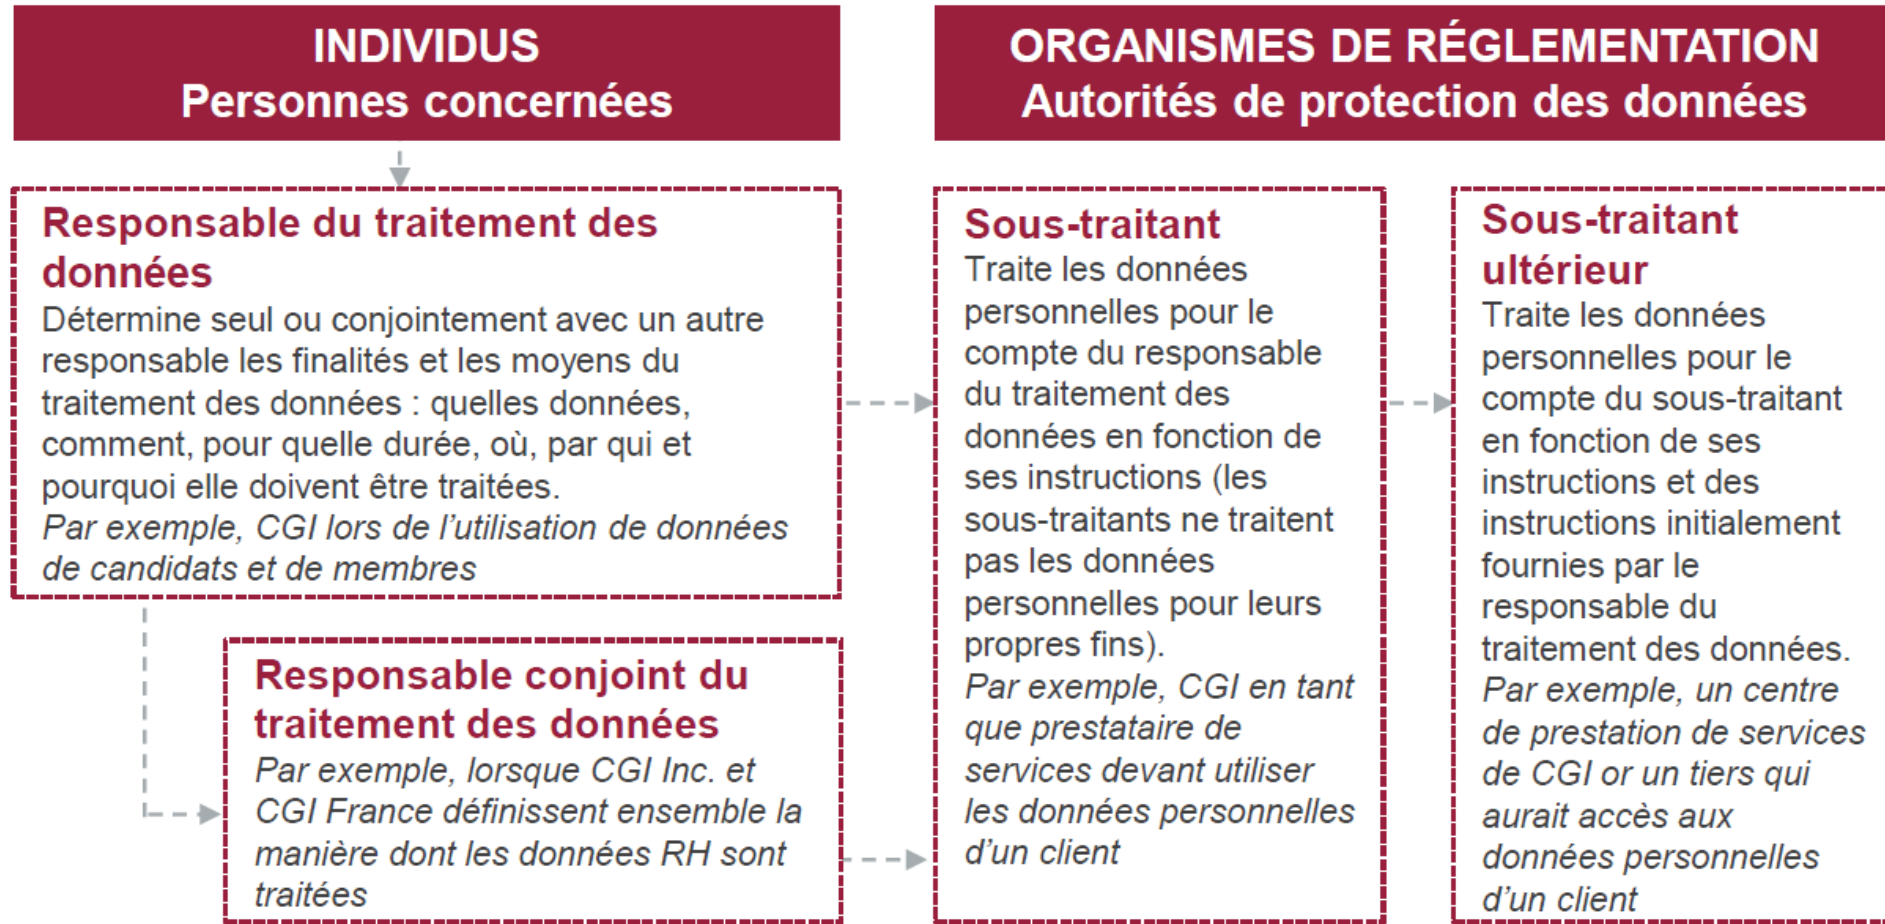 INDIVIDUS
Personnes concernées
ORGANISMES DE RÉGLEMENTATION
Autorités de protection des données
Responsable du traitement des
données
Détermine seul ou conjointement avec un autre
responsable les finalités et les moyens du
traitement des données : quelles données,
comment, pour quelle durée, où, par qui et
pourquoi elle doivent être traitées.
Par exemple, CGI lors de l’utilisation de données
de candidats et de membres
Responsable conjoint du
traitement des données
Par exemple, lorsque CGI Inc. et
CGI France définissent ensemble la
manière dont les données RH sont
traitées
Sous-traitant
Traite les données
personnelles pour le
compte du responsable
du traitement des
données en fonction de
ses instructions (les
sous-traitants ne traitent
pas les données
personnelles pour leurs
propres fins).
Par exemple, CGI en tant
que prestataire de
services devant utiliser
les données personnelles
d’un client
Sous-traitant
ultérieur
Traite les données
personnelles pour le
compte du sous-traitant
en fonction de ses
instructions et des
instructions initialement
fournies par le
responsable du
traitement des données.
Par exemple, un centre
de prestation de services
de CGI or un tiers qui
aurait accès aux
données personnelles
d’un client